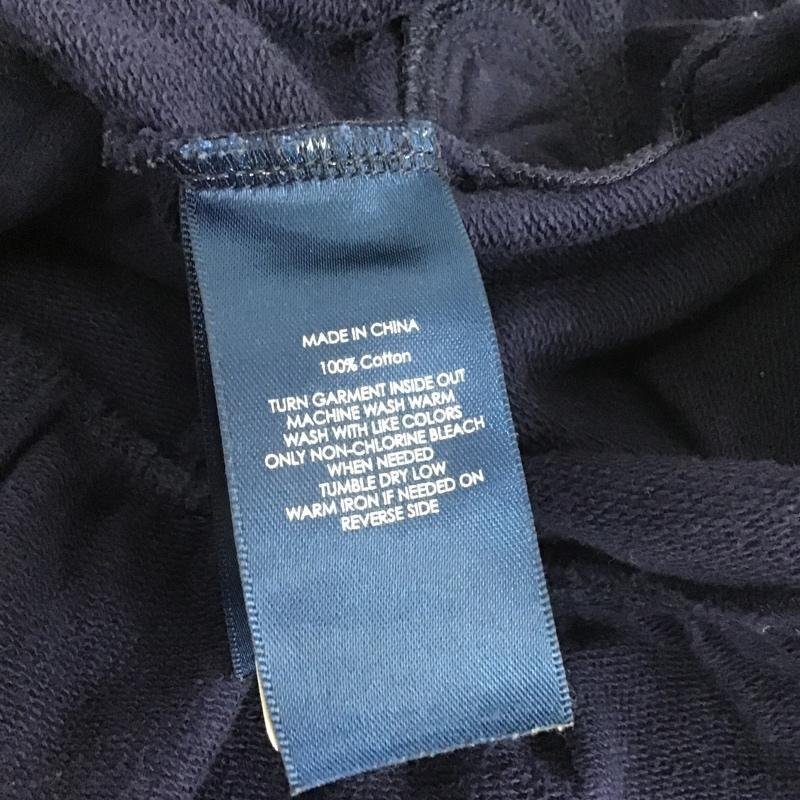 MADE IN CHINA
100% Cotton
TURN GARMENT INSIDE OUT
MACHINE WASH WARM
WASH WITH LIKE COLORS
ONLY NON-CHLORINE BLEACH
WHEN NEEDED
TUMBLE DRY LOW
WARM IRON IF NEEDED ON
REVERSE SIDE